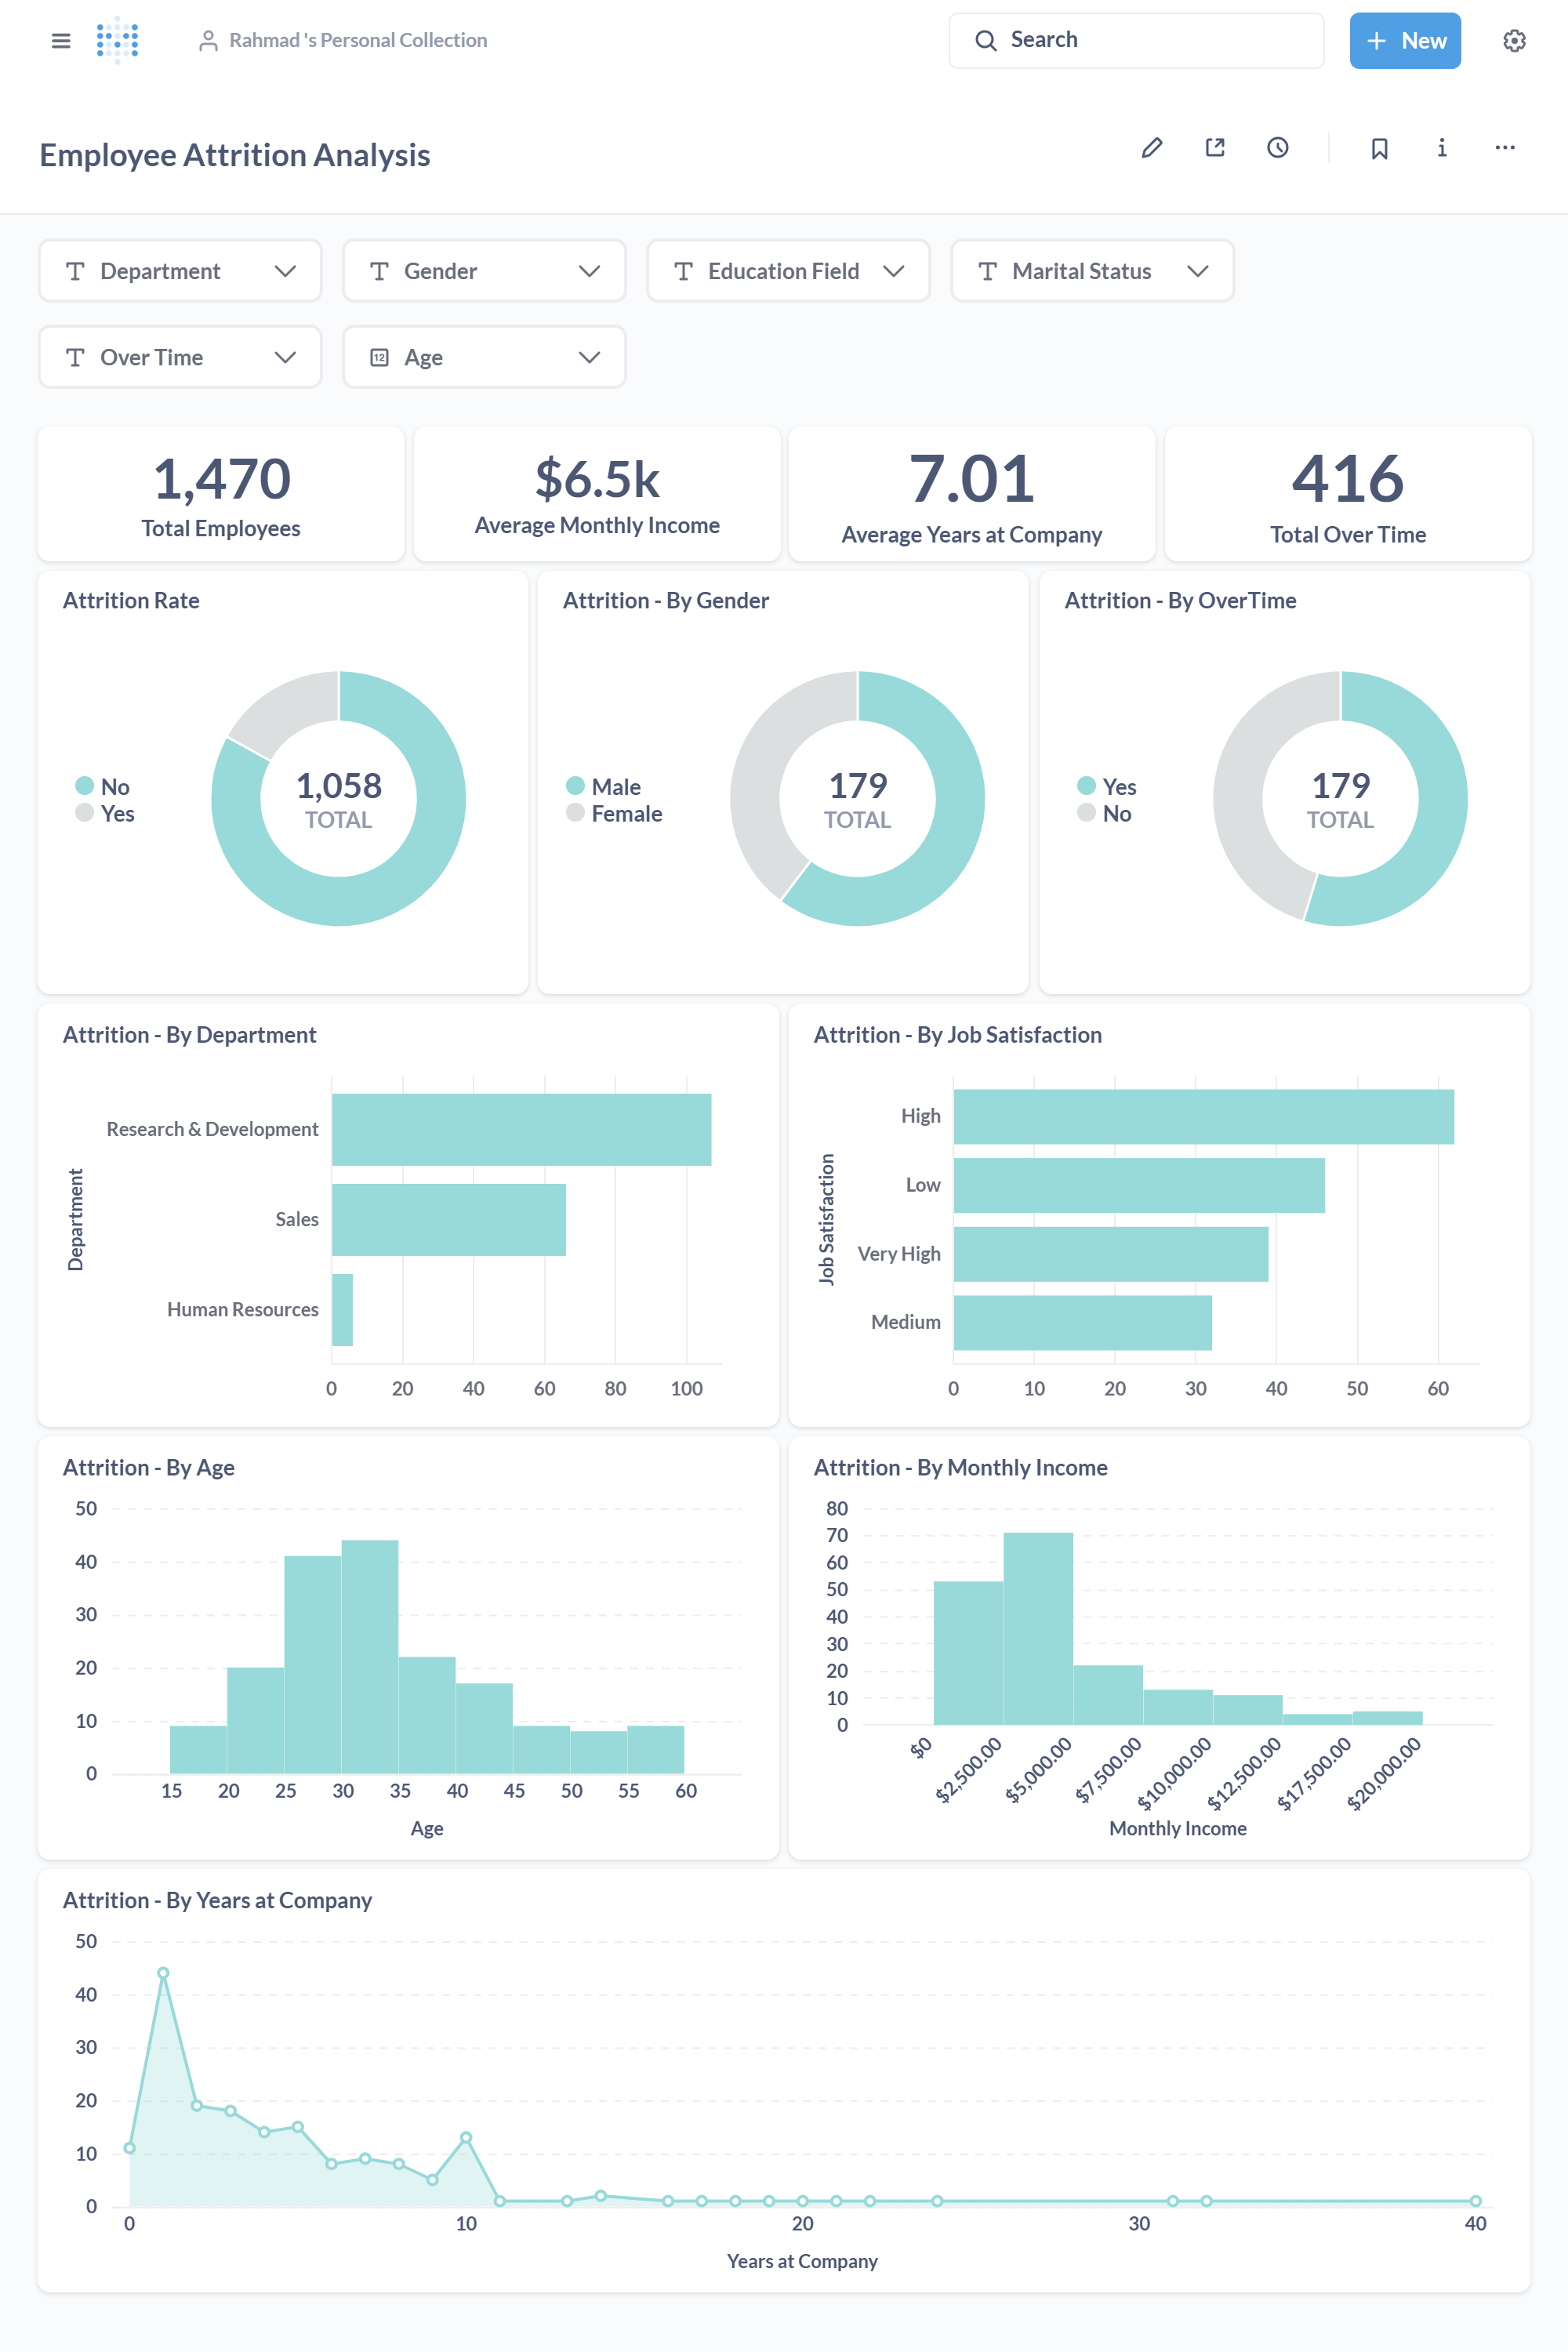 Rahmad 's Personal Collection
Search
New
Employee Attrition Analysis
Department
Gender
Education Field
Marital Status
Over Time
12
Age
1,470
Total Employees
$6.5k
Average Monthly Income
7.01
Average Years at Company
416
Total Over Time
Attrition Rate
No
Yes
1,058
TOTAL
Attrition - By Gender
Male
Female
179
TOTAL
Attrition - By OverTime
Yes
No
179
TOTAL
Attrition - By Department
Department
Research & Development
Sales
Human Resources
0 20 40 60 80 100
Attrition - By Job Satisfaction
Job Satisfaction
High
Low
Very High
Medium
0 10 20 30 40 50 60
Attrition - By Age
50
40
30
20
10
0
15 20 25 30 35 40 45 50 55 60
Age
Attrition - By Monthly Income
80
70
60
50
40
30
20
10
0
$0 $2,500.00 $5,000.00 $7,500.00 $10,000.00 $12,500.00 $17,500.00 $20,000.00
Monthly Income
Attrition - By Years at Company
50
40
30
20
10
0
0 10 20 30 40
Years at Company